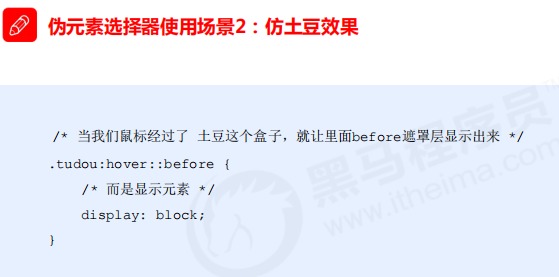 伪元素选择器使用场景2：仿土豆效果
/* 当我们鼠标经过了 土豆这个盒子，就让里面before遮罩层显示出来 */
.tudou:hover::before {
/* 而是显示元素 */
display: block;
}
黑马程序员
www.itheima.com